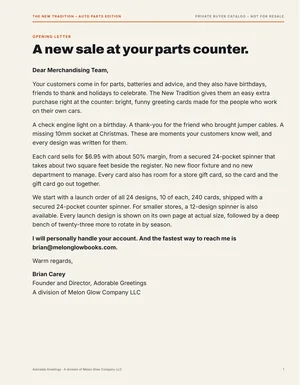 THE NEW TRADITION • AUTO PARTS EDITION
PRIVATE BUYER CATALOG • NOT FOR RESALE
OPENING LETTER
A new sale at your parts counter.
Dear Merchandising Team,
Your customers come in for parts, batteries and advice, and they also have birthdays,
friends to thank and holidays to celebrate. The New Tradition gives them an easy extra
purchase right at the counter: bright, funny greeting cards made for the people who work
on their own cars.
A check engine light on a birthday. A thank-you for the friend who brought jumper cables. A
missing 10mm socket at Christmas. These are moments your customers know well, and
every design was written for them.
Each card sells for $6.95 with about 50% margin, from a secured 24-pocket spinner that
takes about two square feet beside the register. No new floor fixture and no new
department to manage. Every card also has room for a store gift card, so the card and the
gift card go out together.
We start with a launch order of all 24 designs, 10 of each, 240 cards, shipped with a
secured 24-pocket counter spinner. For smaller stores, a 12-design spinner is also
available. Every launch design is shown on its own page at actual size, followed by a deep
bench of twenty-three more to rotate in by season.
I will personally handle your account. And the fastest way to reach me is
brian@melonglowbooks.com.
Warm regards,
Brian Carey
Founder and Director, Adorable Greetings
A division of Melon Glow Company LLC
Adorable Greetings · A division of Melon Glow Company LLC
1